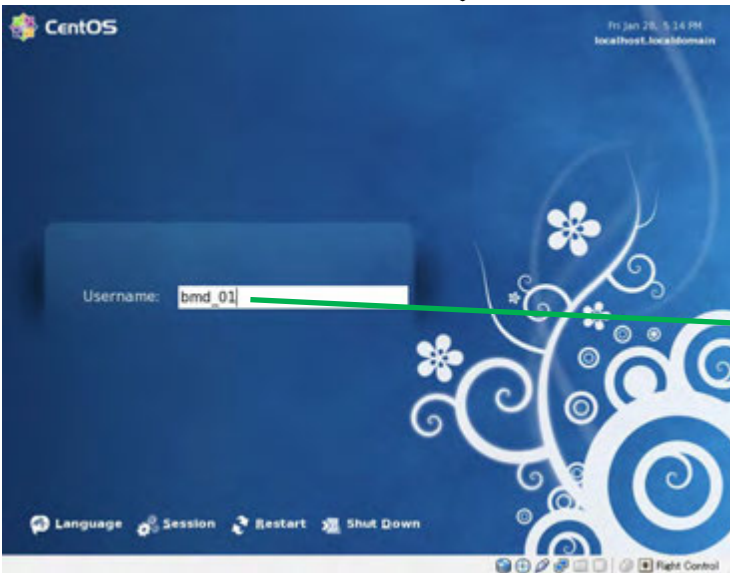 CentOS
Fri Jan 28, 5:14 PM
localhost.localdomain
Username: bmd_01
Language Session Restart Shut Down
Right Control